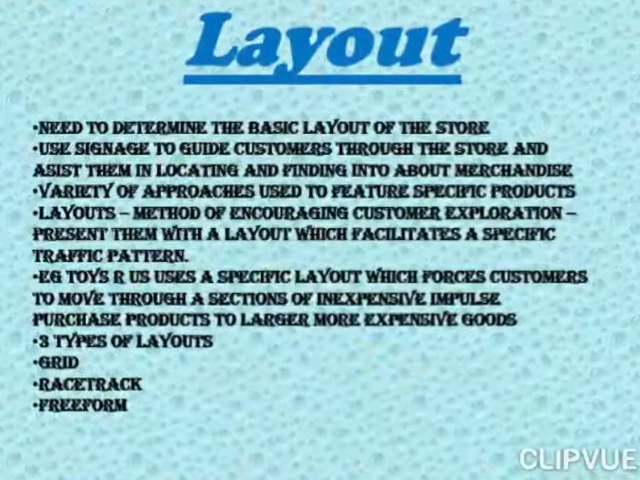 Layout
•NEED TO DETERMINE THE BASIC LAYOUT OF THE STORE
•USE SIGNAGE TO GUIDE CUSTOMERS THROUGH THE STORE AND
ASIST THEM IN LOCATING AND FINDING INTO ABOUT MERCHANDISE
•VARIETY OF APPROACHES USED TO FEATURE SPECIFIC PRODUCTS
•LAYOUTS – METHOD OF ENCOURAGING CUSTOMER EXPLORATION –
PRESENT THEM WITH A LAYOUT WHICH FACILITATES A SPECIFIC
TRAFFIC PATTERN.
•EG TOYS R US USES A SPECIFIC LAYOUT WHICH FORCES CUSTOMERS
TO MOVE THROUGH A SECTIONS OF INEXPENSIVE IMPULSE
PURCHASE PRODUCTS TO LARGER MORE EXPENSIVE GOODS
•3 TYPES OF LAYOUTS
•GRID
•RACETRACK
•FREEFORM
CLIPVUE